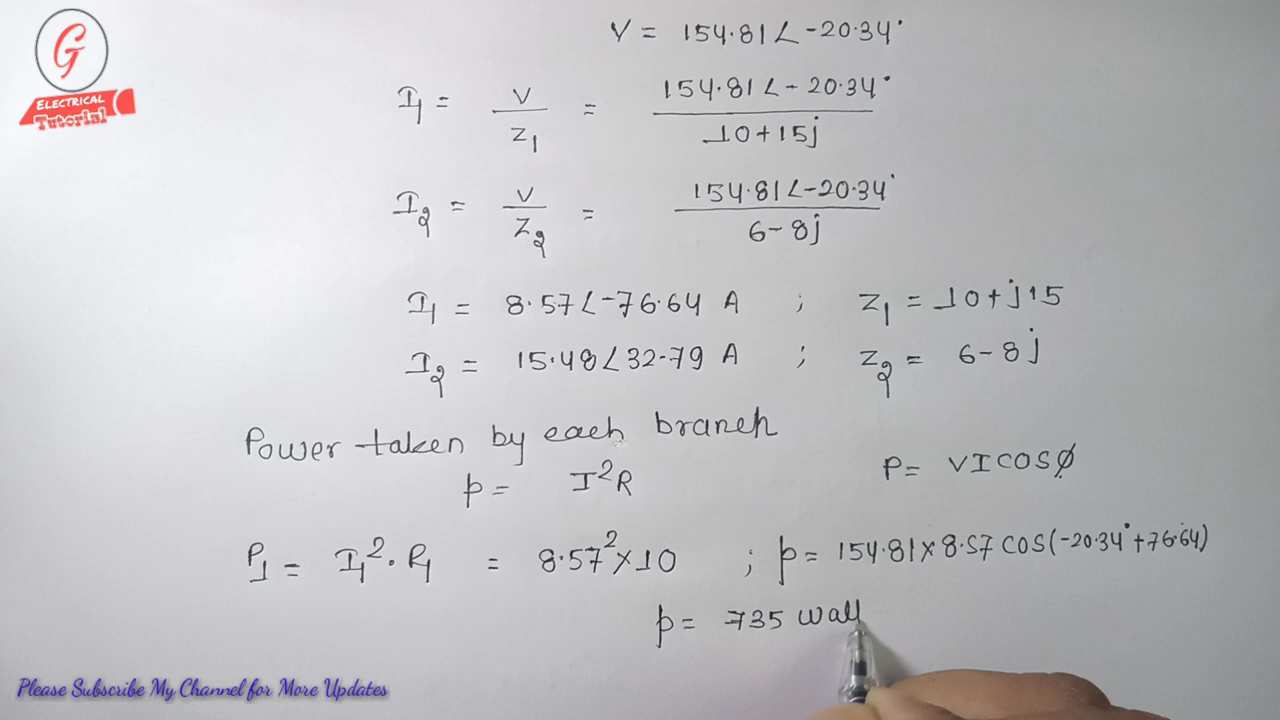 G
ELECTRICAL
Tutorial
V = 154.81∠-20.34°
I1 = V/Z1 = 154.81∠-20.34°/10+15j
I2 = V/Z2 = 154.81∠-20.34°/6-8j
I1 = 8.57∠-76.64 A ; Z1 = 10+j15
I2 = 15.48∠32.79 A ; Z2 = 6-8j
Power taken by each branch
p = I²R P = VICOSØ
P1 = I1²·R1 = 8.57²×10 ; p = 154.81×8.57 COS(-20.34°+76.64)
p = 735 watt
Please Subscribe My Channel for More Updates